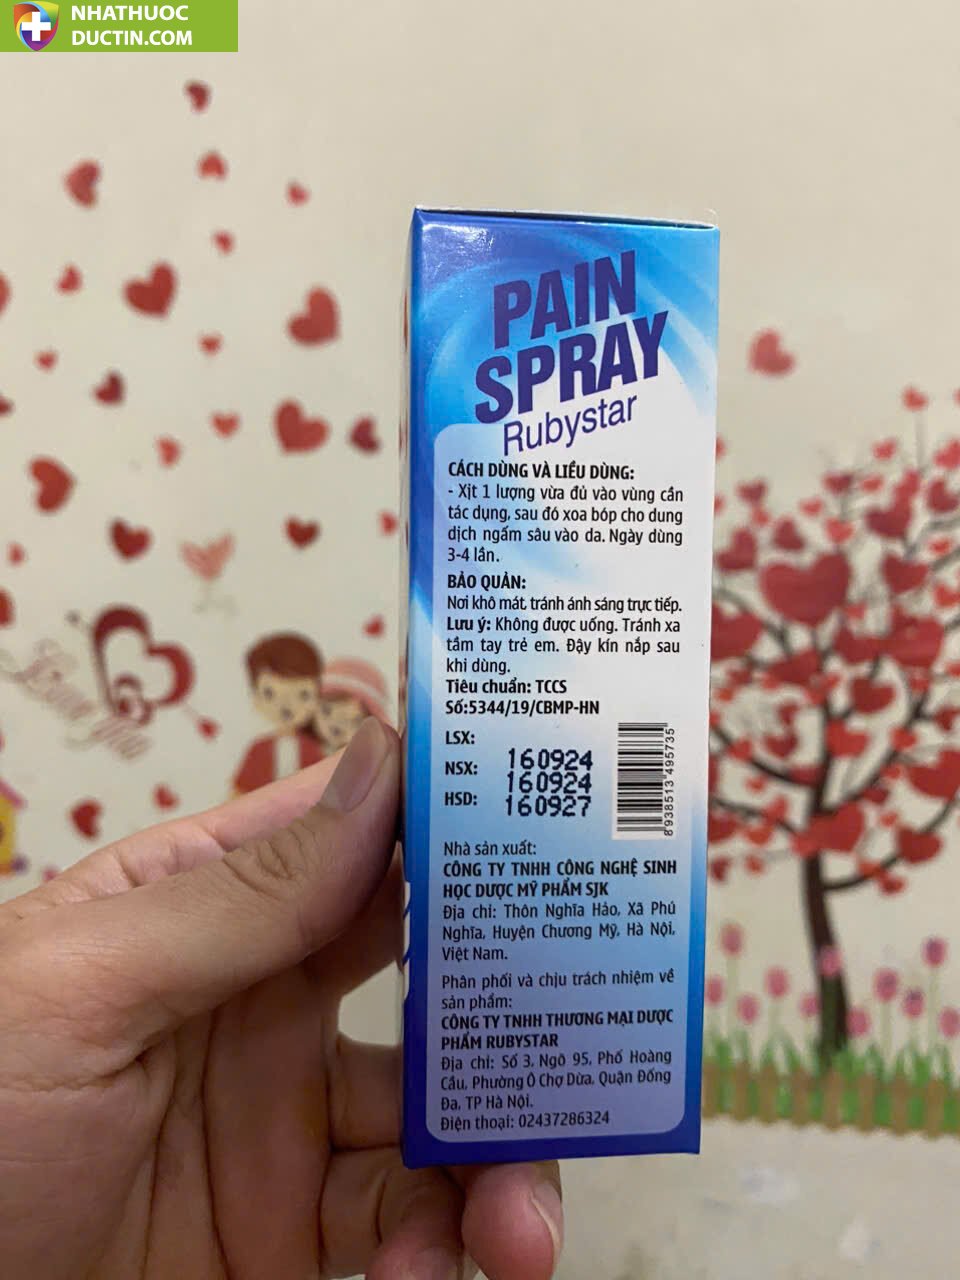 NHATHUOC
DUCTIN.COM
PAIN
SPRAY
Rubystar
CÁCH DÙNG VÀ LIỀU DÙNG:
- Xịt 1 lượng vừa đủ vào vùng cần
tác dụng, sau đó xoa bóp cho dung
dịch ngấm sâu vào da. Ngày dùng
3-4 lần.
BẢO QUẢN:
Nơi khô mát, tránh ánh sáng trực tiếp.
Lưu ý: Không được uống. Tránh xa
tầm tay trẻ em. Đậy kín nắp sau
khi dùng.
Tiêu chuẩn: TCCS
Số:5344/19/CBMP-HN
LSX: 160924
NSX: 160924
HSD: 160927
8938513495735
Nhà sản xuất:
CÔNG TY TNHH CÔNG NGHỆ SINH
HỌC DƯỢC MỸ PHẨM SJK
Địa chỉ: Thôn Nghĩa Hảo, Xã Phú
Nghĩa, Huyện Chương Mỹ, Hà Nội,
Việt Nam.
Phân phối và chịu trách nhiệm về
sản phẩm:
CÔNG TY TNHH THƯƠNG MẠI DƯỢC
PHẨM RUBYSTAR
Địa chỉ: Số 3, Ngõ 95, Phố Hoàng
Cầu, Phường Ô Chợ Dừa, Quận Đống
Đa, TP Hà Nội.
Điện thoại: 02437286324